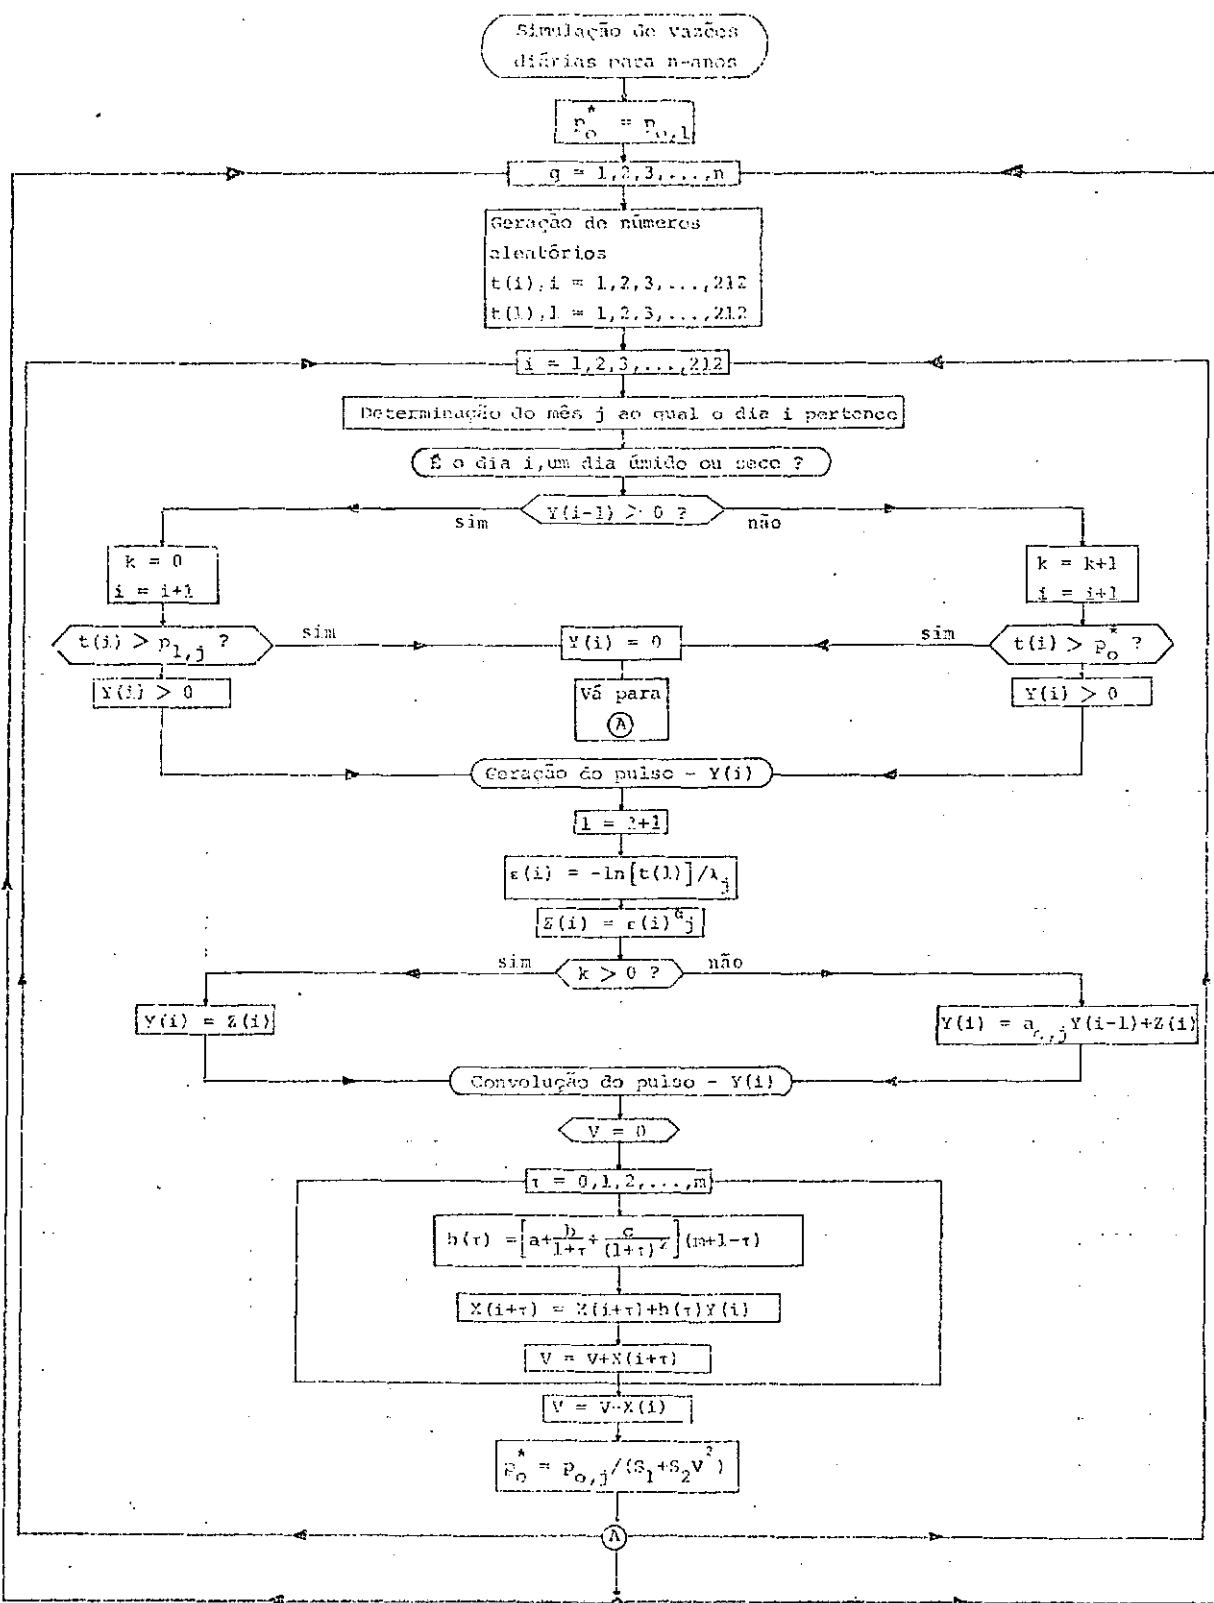 Simulação de vazões
diárias para n-anos
p*o = po,1
q = 1,2,3,...,n
Geração de números
aleatórios
t(i),i = 1,2,3,...,212
t(l),l = 1,2,3,...,212
i = 1,2,3,...,212
Determinação do mês j ao qual o dia i pertence
É o dia i,um dia úmido ou seco ?
Y(i-1) > 0 ?
sim
não
k = 0
i = i+1
k = k+1
i = i+1
t(i) > p1,j ?
sim
Y(i) = 0
sim
t(i) > p*o ?
Y(i) > 0
Vá para
A
Y(i) > 0
Geração do pulso - Y(i)
l = l+1
ε(i) = -ln[t(l)]/λj
Z(i) = ε(i)^αj
sim
k > 0 ?
não
Y(i) = Z(i)
Y(i-1)+Z(i)
Convolução do pulso - Y(i)
V = 0
τ = 0,1,2,...,m
h(τ) = [a+b/1+τ+c/(1+τ)²](m+1-τ)
X(i+τ) = X(i+τ)+h(τ)Y(i)
V = V+X(i+τ)
V = V-X(i)
p*o = po,j/(S1+S2V²)
A